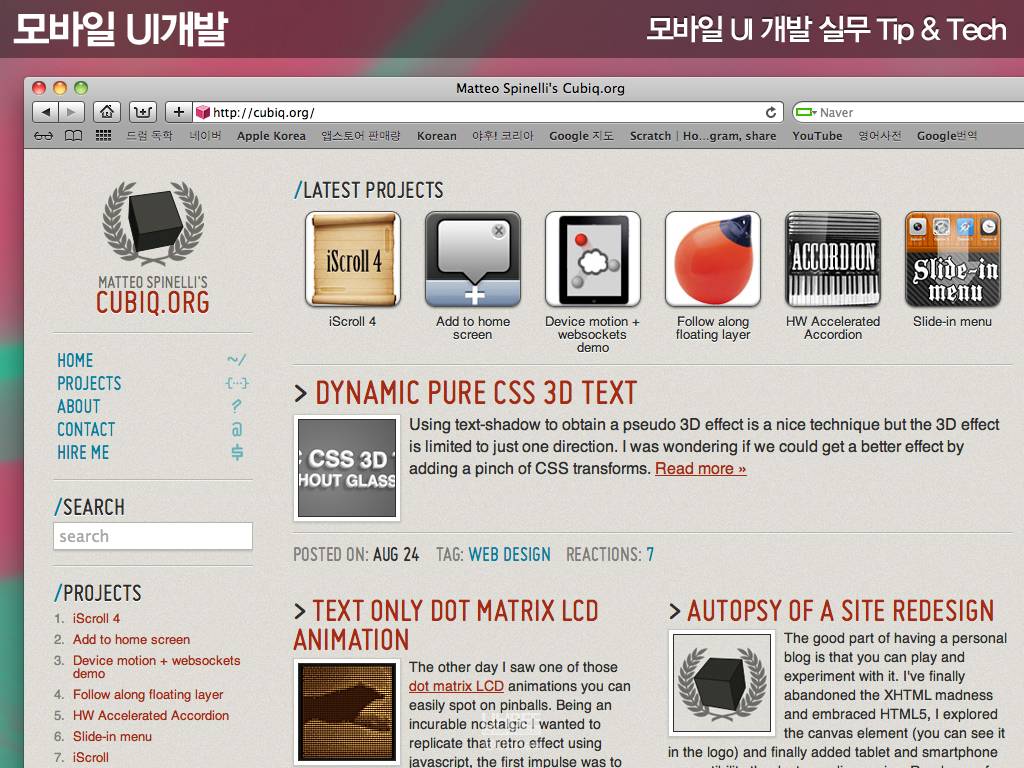 모바일 UI개발
모바일 UI 개발 실무 Tip & Tech
Matteo Spinelli's Cubiq.org
http://cubiq.org/
Naver
드럼 독학 네이버 Apple Korea 앱스토어 판매량 Korean 야후! 코리아 Google 지도 Scratch | Ho...gram, share YouTube 영어사전 Google번역
MATTEO SPINELLI'S
CUBIQ.ORG
HOME ~/
PROJECTS {···}
ABOUT ?
CONTACT @
HIRE ME $
/SEARCH
search
/PROJECTS
1. iScroll 4
2. Add to home screen
3. Device motion + websockets
demo
4. Follow along floating layer
5. HW Accelerated Accordion
6. Slide-in menu
7. iScroll
/LATEST PROJECTS
iScroll 4
ACCORDION
Slide-in
menu
iScroll 4
Add to home
screen
Device motion +
websockets
demo
Follow along
floating layer
HW Accelerated
Accordion
Slide-in menu
> DYNAMIC PURE CSS 3D TEXT
CSS 3D
HOUT GLASS
Using text-shadow to obtain a pseudo 3D effect is a nice technique but the 3D effect
is limited to just one direction. I was wondering if we could get a better effect by
adding a pinch of CSS transforms. Read more »
POSTED ON: AUG 24 TAG: WEB DESIGN REACTIONS: 7
> TEXT ONLY DOT MATRIX LCD
ANIMATION
The other day I saw one of those
dot matrix LCD animations you can
easily spot on pinballs. Being an
incurable nostalgic I wanted to
replicate that retro effect using
javascript, the first impulse was to
> AUTOPSY OF A SITE REDESIGN
The good part of having a personal
blog is that you can play and
experiment with it. I've finally
abandoned the XHTML madness
and embraced HTML5, I explored
the canvas element (you can see it
in the logo) and finally added tablet and smartphone